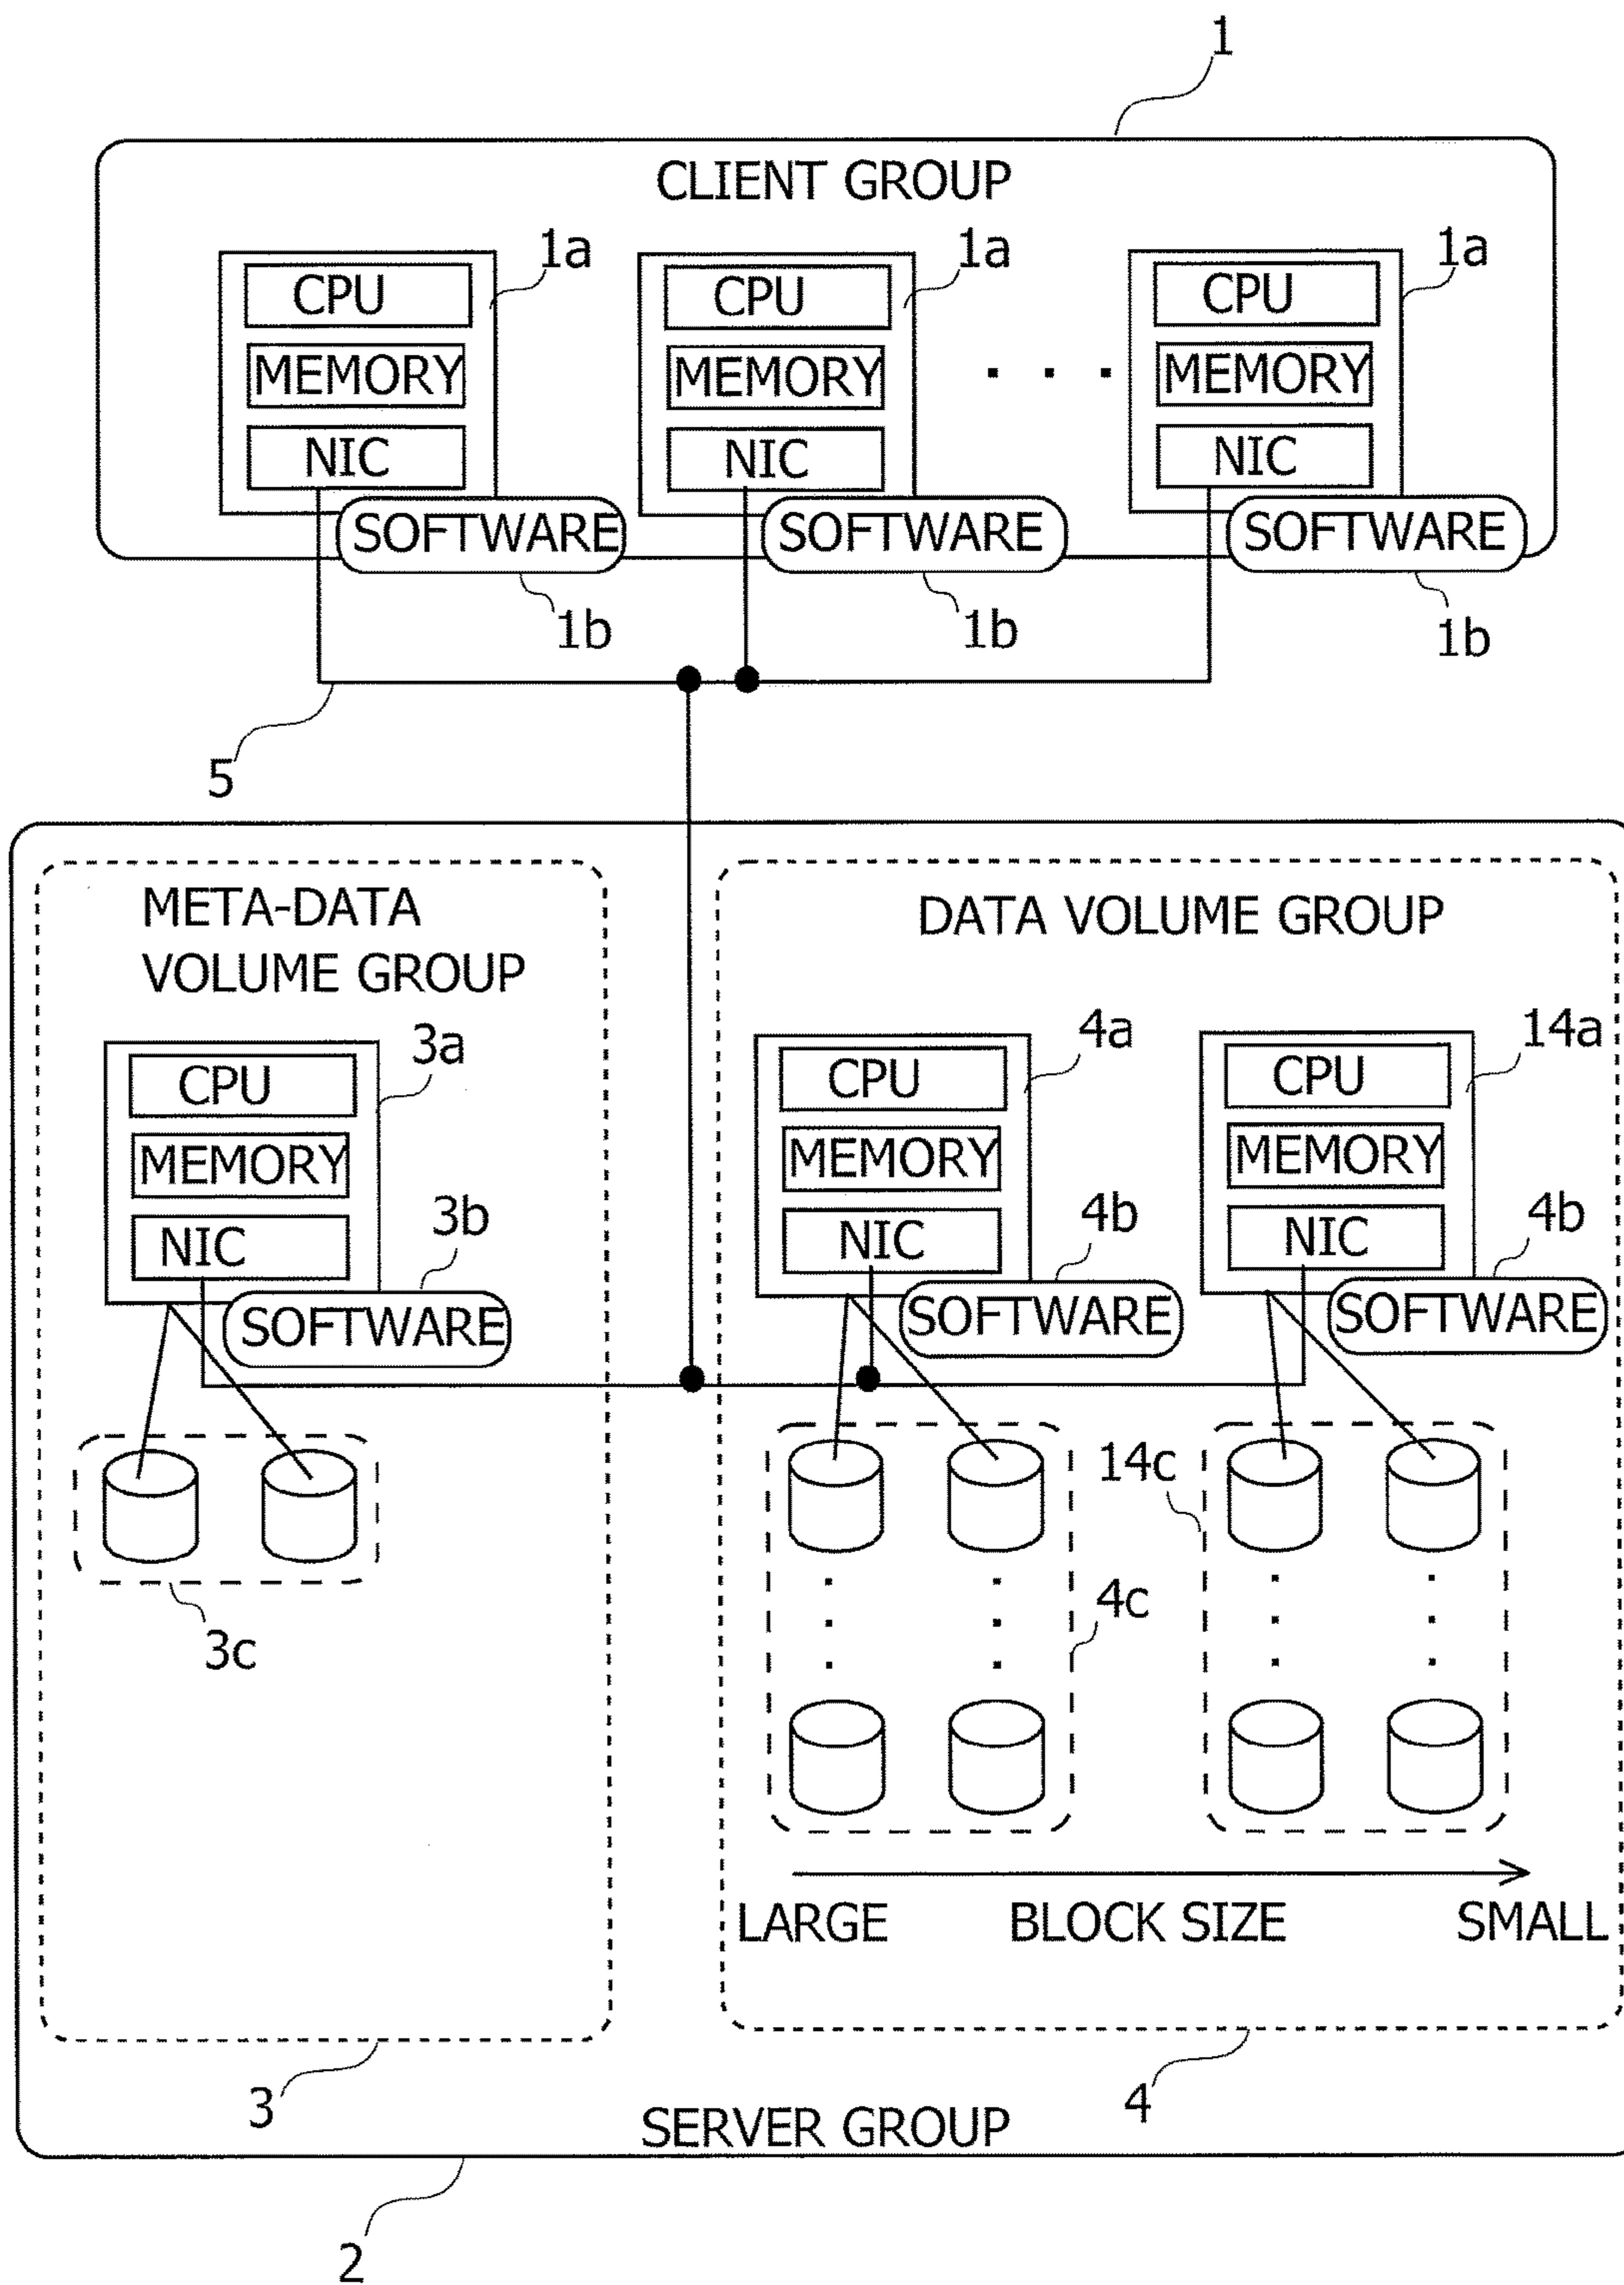 1
CLIENT GROUP
1a 1a 1a
CPU CPU CPU
MEMORY MEMORY . . . MEMORY
NIC NIC NIC
SOFTWARE SOFTWARE SOFTWARE
1b 1b 1b
5
META-DATA
VOLUME GROUP
DATA VOLUME GROUP
3a 4a 14a
CPU CPU CPU
MEMORY MEMORY MEMORY
3b 4b 4b
NIC NIC NIC
SOFTWARE SOFTWARE SOFTWARE
14c
4c
3c
LARGE BLOCK SIZE SMALL
3 4
SERVER GROUP
2